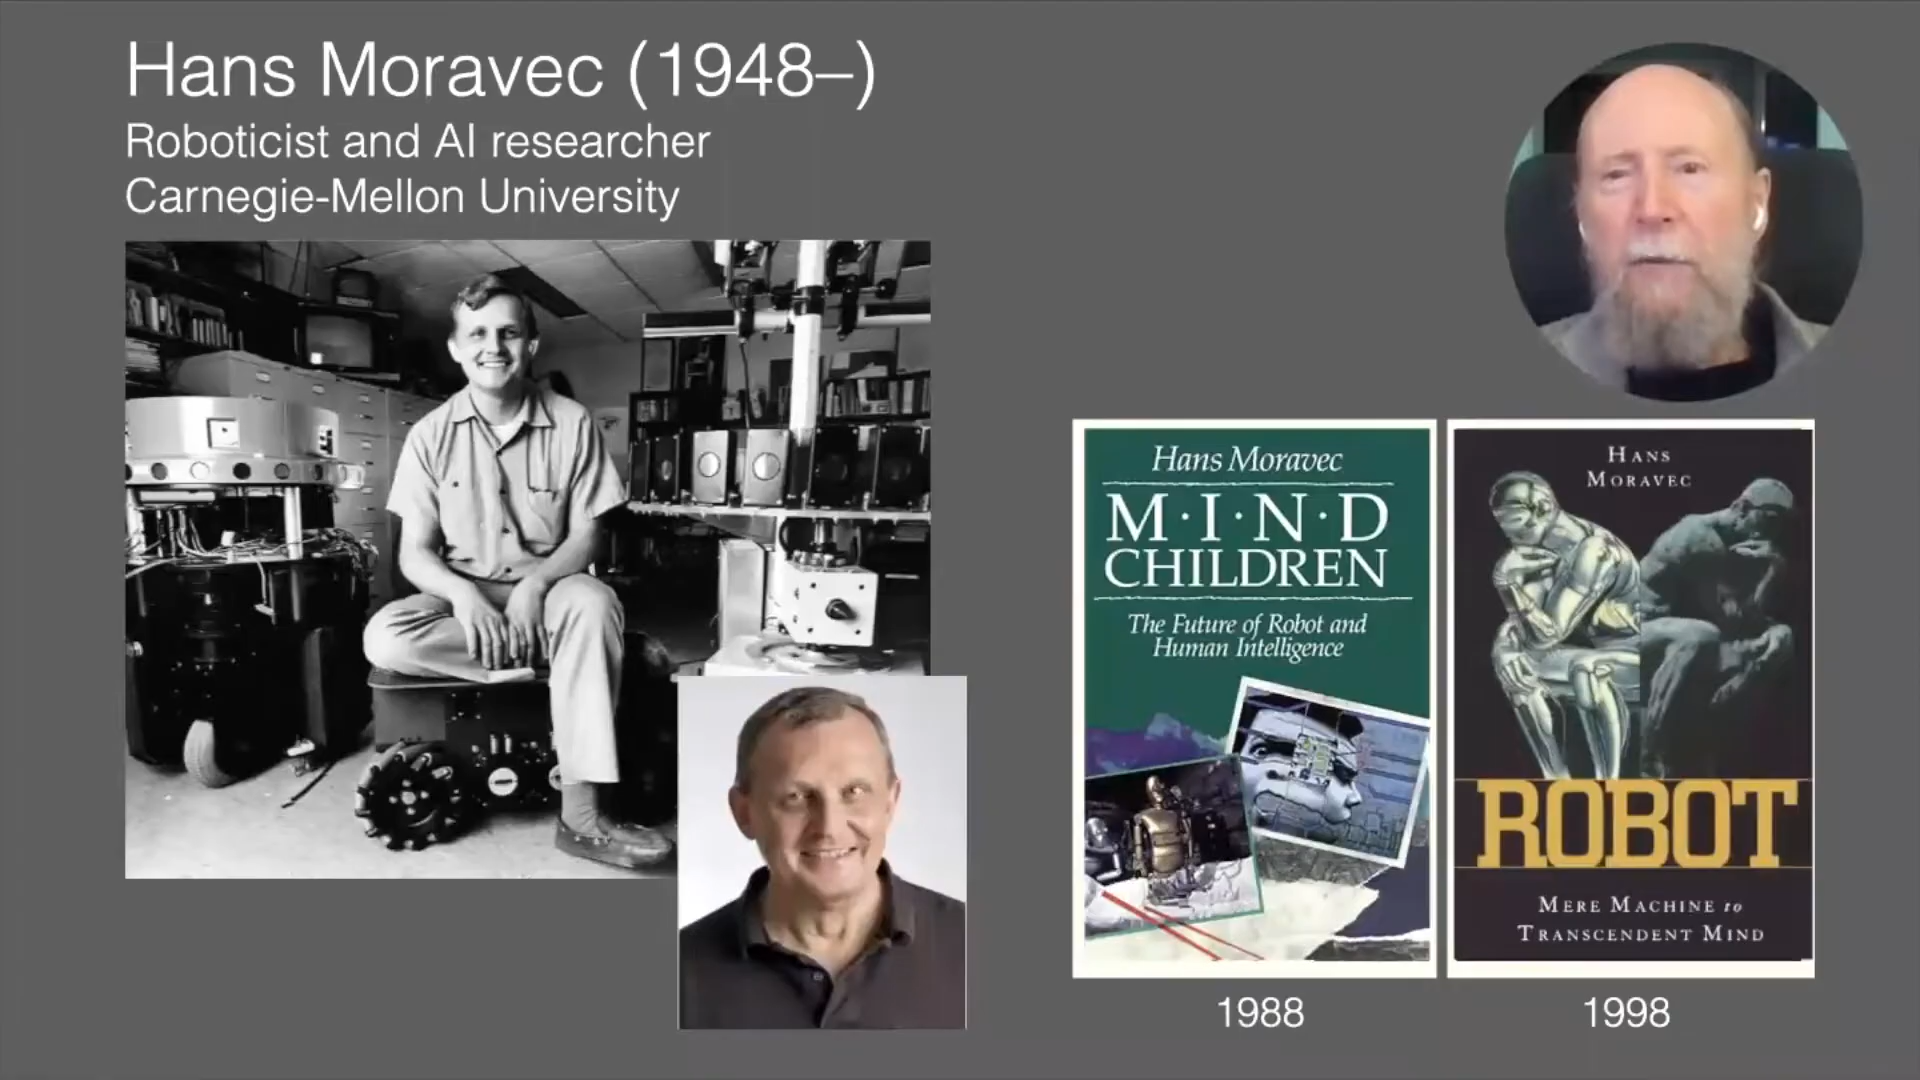 Hans Moravec (1948–)
Roboticist and AI researcher
Carnegie-Mellon University
Hans Moravec
M·I·N·D
CHILDREN
The Future of Robot and
Human Intelligence
1988
HANS
MORAVEC
ROBOT
MERE MACHINE to
TRANSCENDENT MIND
1998